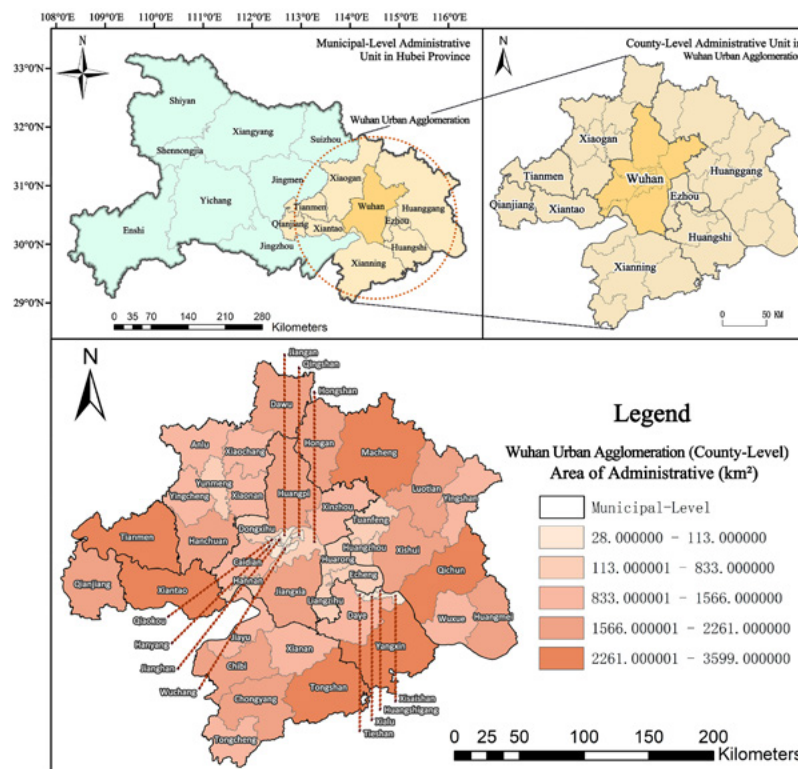 108°0'E 109°0'E 110°0'E 111°0'E 112°0'E 113°0'E 114°0'E 115°0'E 116°0'E
N
Municipal-Level Administrative
Unit in Hubei Province
33°0'N
32°0'N
31°0'N
30°0'N
29°0'N
Shiyan
Xiangyang
Suizhou
Shennongjia
Wuhan Urban Agglomeration
Jingmen
Xiaogan
Yichang
Tianmen
Wuhan
Huanggang
Qianjiang
Xiantao
Ezhou
Enshi
Jingzhou
Huangshi
Xianning
0 35 70 140 210 280
Kilometers
N
County-Level Administrative Unit in
Wuhan Urban Agglomeration
Xiaogan
Tianmen
Wuhan
Huanggang
Qianjiang
Xiantao
Ezhou
Huangshi
Xianning
0 50 KM
N
Jiangan
Qingshan
Hongshan
Dawu
Hongan
Macheng
Anlu
Xiaochang
Yunmeng
Yingcheng
Xiaonan
Huangpi
Xinzhou
Luotian
Yingshan
Tuanfeng
Dongxihu
Tianmen
Hanchuan
Huangzhou
Xishui
Caidian
Huarong
Qichun
Qianjiang
Xiantao
Hannan
Jiangxia
Echeng
Liangzihu
Daye
Wuxue
Huangmei
Qiaokou
Hanyang
Jianghan
Wuchang
Jiayu
Xianan
Yangxin
Chibi
Tongshan
Chongyang
Tongcheng
Xisaishan
Huangshigang
Xialu
Tieshan
Legend
Wuhan Urban Agglomeration (County-Level)
Area of Administrative (km²)
Municipal-Level
28.000000 - 113.000000
113.000001 - 833.000000
833.000001 - 1566.000000
1566.000001 - 2261.000000
2261.000001 - 3599.000000
0 25 50 100 150 200
Kilometers